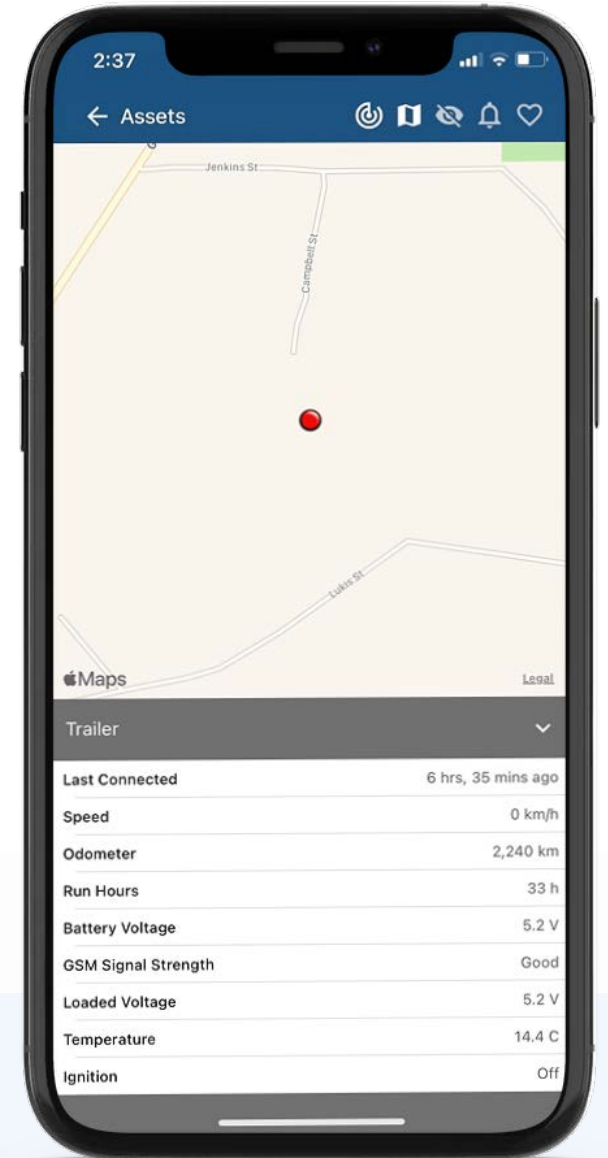 2:37
Assets
G
Jenkins St
Campbell St
Lukis St
Maps
Legal
Trailer
Last Connected 6 hrs, 35 mins ago
Speed 0 km/h
Odometer 2,240 km
Run Hours 33 h
Battery Voltage 5.2 V
GSM Signal Strength Good
Loaded Voltage 5.2 V
Temperature 14.4 C
Ignition Off